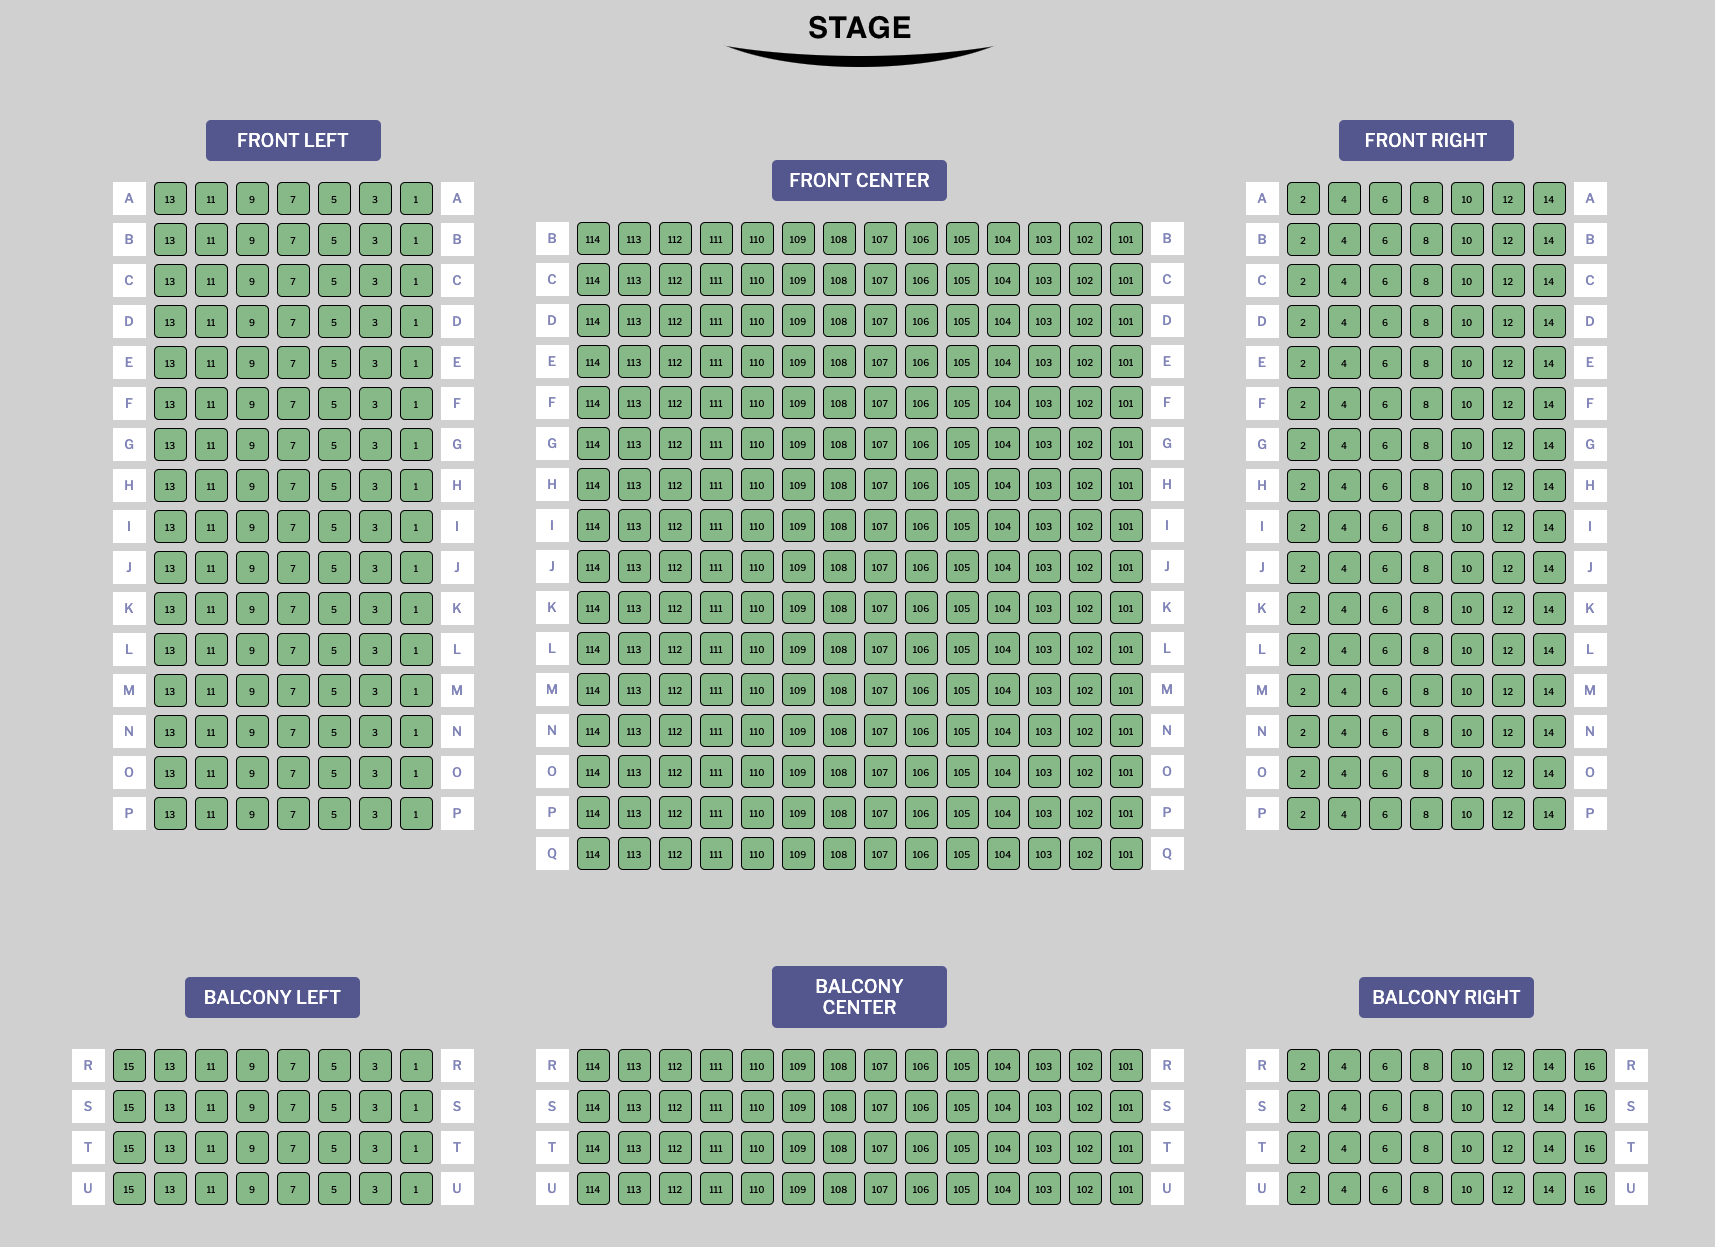 STAGE
FRONT LEFT
A 13 11 9 7 5 3 1 A
B 13 11 9 7 5 3 1 B
C 13 11 9 7 5 3 1 C
D 13 11 9 7 5 3 1 D
E 13 11 9 7 5 3 1 E
F 13 11 9 7 5 3 1 F
G 13 11 9 7 5 3 1 G
H 13 11 9 7 5 3 1 H
I 13 11 9 7 5 3 1 I
J 13 11 9 7 5 3 1 J
K 13 11 9 7 5 3 1 K
L 13 11 9 7 5 3 1 L
M 13 11 9 7 5 3 1 M
N 13 11 9 7 5 3 1 N
O 13 11 9 7 5 3 1 O
P 13 11 9 7 5 3 1 P
FRONT CENTER
B 114 113 112 111 110 109 108 107 106 105 104 103 102 101 B
C 114 113 112 111 110 109 108 107 106 105 104 103 102 101 C
D 114 113 112 111 110 109 108 107 106 105 104 103 102 101 D
E 114 113 112 111 110 109 108 107 106 105 104 103 102 101 E
F 114 113 112 111 110 109 108 107 106 105 104 103 102 101 F
G 114 113 112 111 110 109 108 107 106 105 104 103 102 101 G
H 114 113 112 111 110 109 108 107 106 105 104 103 102 101 H
I 114 113 112 111 110 109 108 107 106 105 104 103 102 101 I
J 114 113 112 111 110 109 108 107 106 105 104 103 102 101 J
K 114 113 112 111 110 109 108 107 106 105 104 103 102 101 K
L 114 113 112 111 110 109 108 107 106 105 104 103 102 101 L
M 114 113 112 111 110 109 108 107 106 105 104 103 102 101 M
N 114 113 112 111 110 109 108 107 106 105 104 103 102 101 N
O 114 113 112 111 110 109 108 107 106 105 104 103 102 101 O
P 114 113 112 111 110 109 108 107 106 105 104 103 102 101 P
Q 114 113 112 111 110 109 108 107 106 105 104 103 102 101 Q
FRONT RIGHT
A 2 4 6 8 10 12 14 A
B 2 4 6 8 10 12 14 B
C 2 4 6 8 10 12 14 C
D 2 4 6 8 10 12 14 D
E 2 4 6 8 10 12 14 E
F 2 4 6 8 10 12 14 F
G 2 4 6 8 10 12 14 G
H 2 4 6 8 10 12 14 H
I 2 4 6 8 10 12 14 I
J 2 4 6 8 10 12 14 J
K 2 4 6 8 10 12 14 K
L 2 4 6 8 10 12 14 L
M 2 4 6 8 10 12 14 M
N 2 4 6 8 10 12 14 N
O 2 4 6 8 10 12 14 O
P 2 4 6 8 10 12 14 P
BALCONY LEFT
R 15 13 11 9 7 5 3 1 R
S 15 13 11 9 7 5 3 1 S
T 15 13 11 9 7 5 3 1 T
U 15 13 11 9 7 5 3 1 U
BALCONY
CENTER
R 114 113 112 111 110 109 108 107 106 105 104 103 102 101 R
S 114 113 112 111 110 109 108 107 106 105 104 103 102 101 S
T 114 113 112 111 110 109 108 107 106 105 104 103 102 101 T
U 114 113 112 111 110 109 108 107 106 105 104 103 102 101 U
BALCONY RIGHT
R 2 4 6 8 10 12 14 16 R
S 2 4 6 8 10 12 14 16 S
T 2 4 6 8 10 12 14 16 T
U 2 4 6 8 10 12 14 16 U